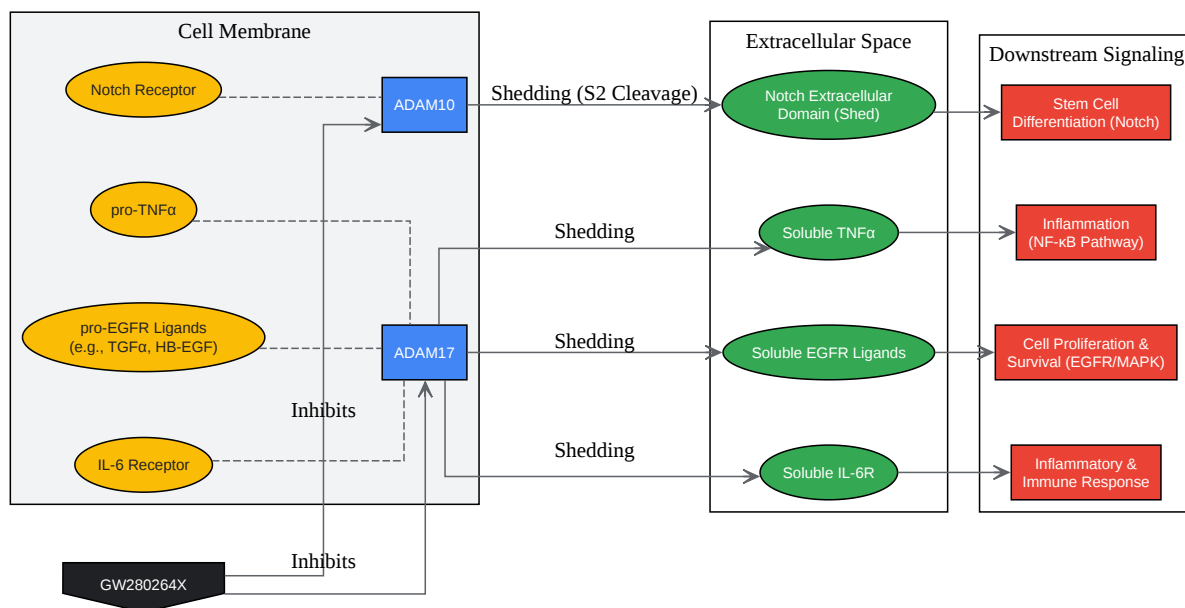 Cell Membrane
Extracellular Space
Downstream Signaling
Notch Receptor
ADAM10
Shedding (S2 Cleavage)
Notch Extracellular
Domain (Shed)
Stem Cell
Differentiation (Notch)
pro-TNFα
Shedding
Soluble TNFα
Inflammation
(NF-κB Pathway)
pro-EGFR Ligands
(e.g., TGFα, HB-EGF)
ADAM17
Shedding
Soluble EGFR Ligands
Cell Proliferation &
Survival (EGFR/MAPK)
Inhibits
IL-6 Receptor
Shedding
Soluble IL-6R
Inflammatory &
Immune Response
Inhibits
GW280264X